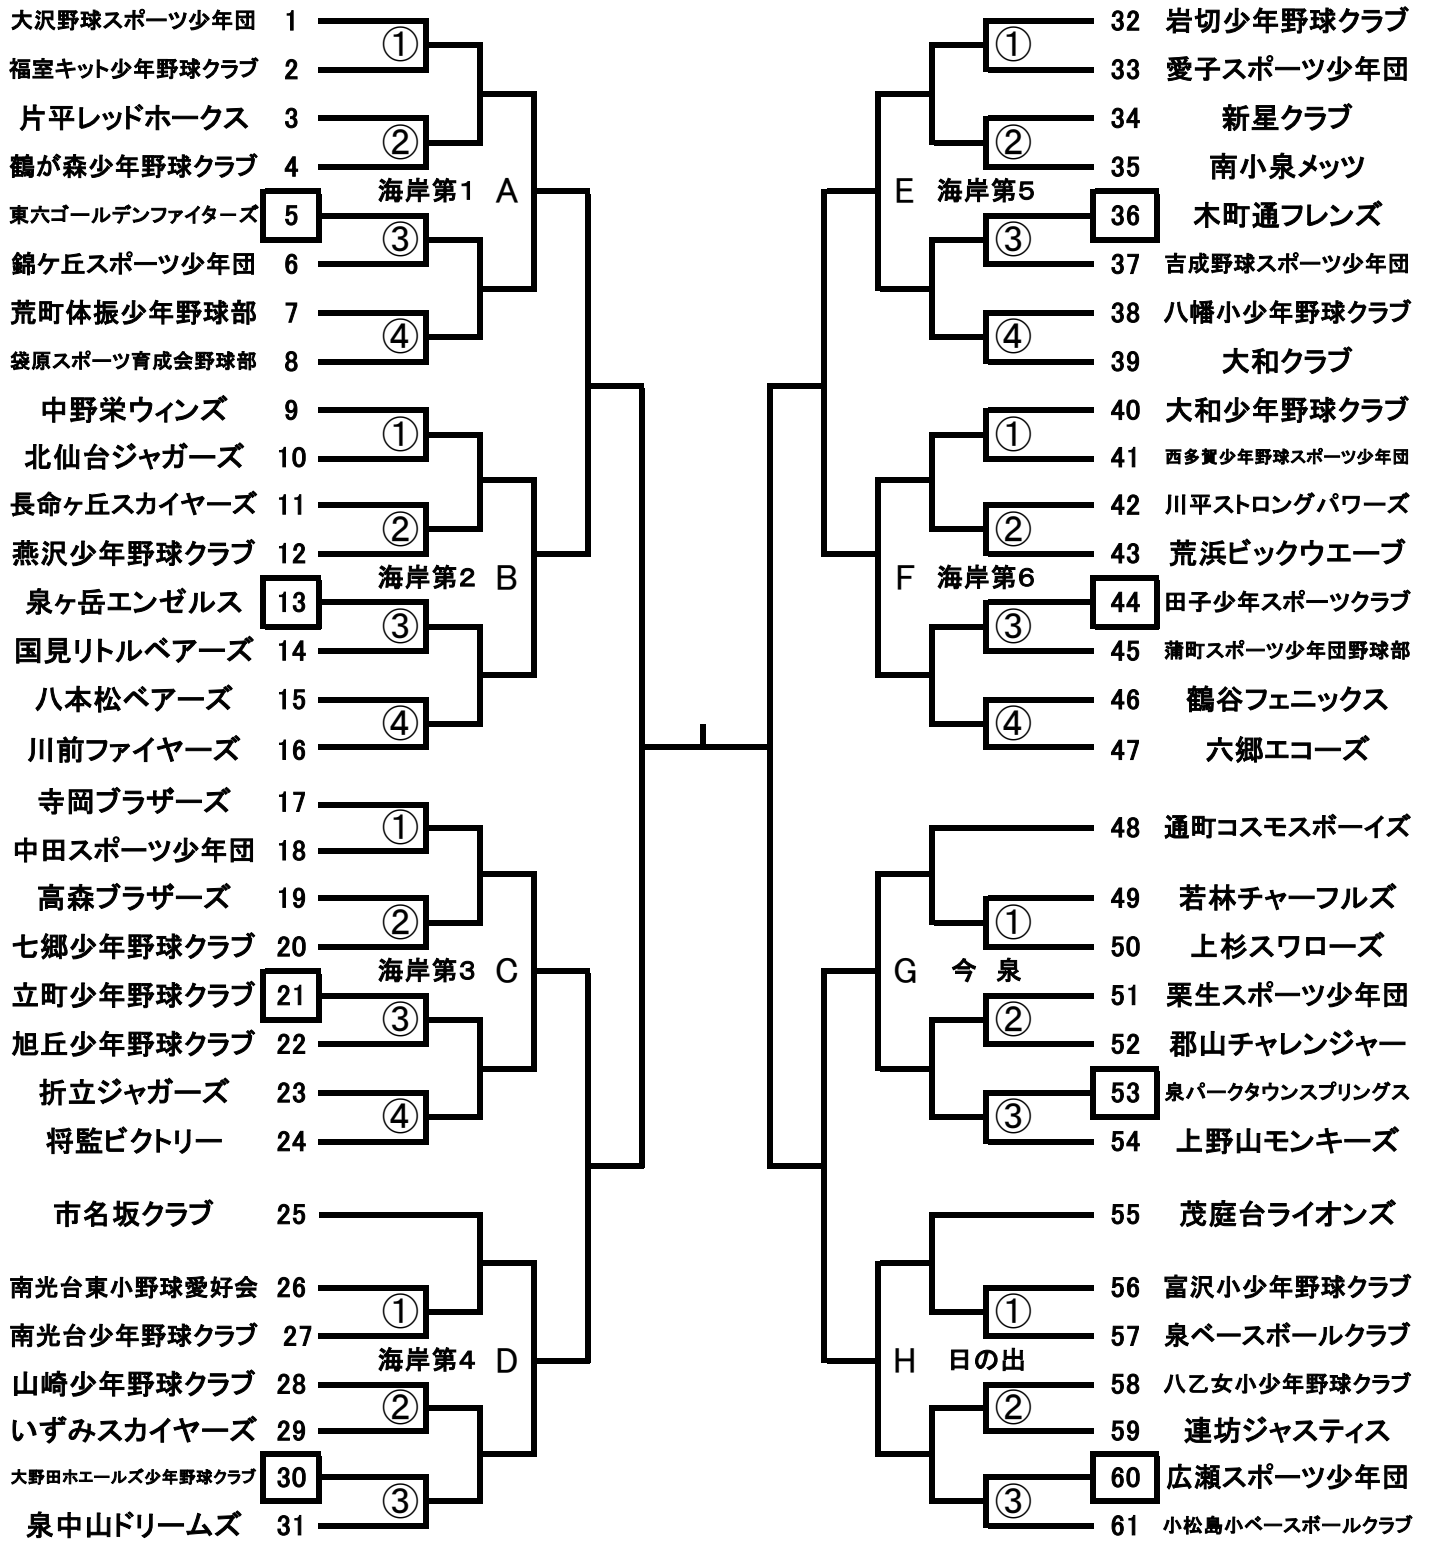 大沢野球スポーツ少年団 1
①
福室キット少年野球クラブ 2
片平レッドホークス 3
②
鶴が森少年野球クラブ 4
海岸第1 A
東六ゴールデンファイターズ 5
③
錦ケ丘スポーツ少年団 6
荒町体振少年野球部 7
④
袋原スポーツ育成会野球部 8
中野栄ウィンズ 9
①
北仙台ジャガーズ 10
長命ヶ丘スカイヤーズ 11
②
燕沢少年野球クラブ 12
海岸第2 B
泉ヶ岳エンゼルス 13
③
国見リトルベアーズ 14
八本松ベアーズ 15
④
川前ファイヤーズ 16
寺岡ブラザーズ 17
①
中田スポーツ少年団 18
高森ブラザーズ 19
②
七郷少年野球クラブ 20
海岸第3 C
立町少年野球クラブ 21
③
旭丘少年野球クラブ 22
折立ジャガーズ 23
④
将監ビクトリー 24
市名坂クラブ 25
南光台東小野球愛好会 26
①
南光台少年野球クラブ 27
海岸第4 D
山崎少年野球クラブ 28
②
いずみスカイヤーズ 29
大野田ホエールズ少年野球クラブ 30
③
泉中山ドリームズ 31
32 岩切少年野球クラブ
①
33 愛子スポーツ少年団
34 新星クラブ
②
35 南小泉メッツ
E 海岸第5
36 木町通フレンズ
③
37 吉成野球スポーツ少年団
38 八幡小少年野球クラブ
④
39 大和クラブ
40 大和少年野球クラブ
①
41 西多賀少年野球スポーツ少年団
42 川平ストロングパワーズ
②
43 荒浜ビックウエーブ
F 海岸第6
44 田子少年スポーツクラブ
③
45 蒲町スポーツ少年団野球部
46 鶴谷フェニックス
④
47 六郷エコーズ
48 通町コスモスボーイズ
49 若林チャーフルズ
①
50 上杉スワローズ
G 今 泉
51 栗生スポーツ少年団
②
52 郡山チャレンジャー
53 泉パークタウンスプリングス
③
54 上野山モンキーズ
55 茂庭台ライオンズ
56 富沢小少年野球クラブ
①
57 泉ベースボールクラブ
H 日の出
58 八乙女小少年野球クラブ
②
59 連坊ジャスティス
60 広瀬スポーツ少年団
③
61 小松島小ベースボールクラブ